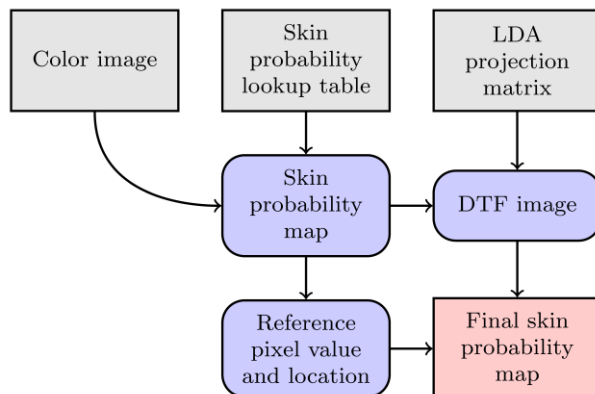 Color image
Skin
probability
lookup table
LDA
projection
matrix
Skin
probability
map
DTF image
Reference
pixel value
and location
Final skin
probability
map